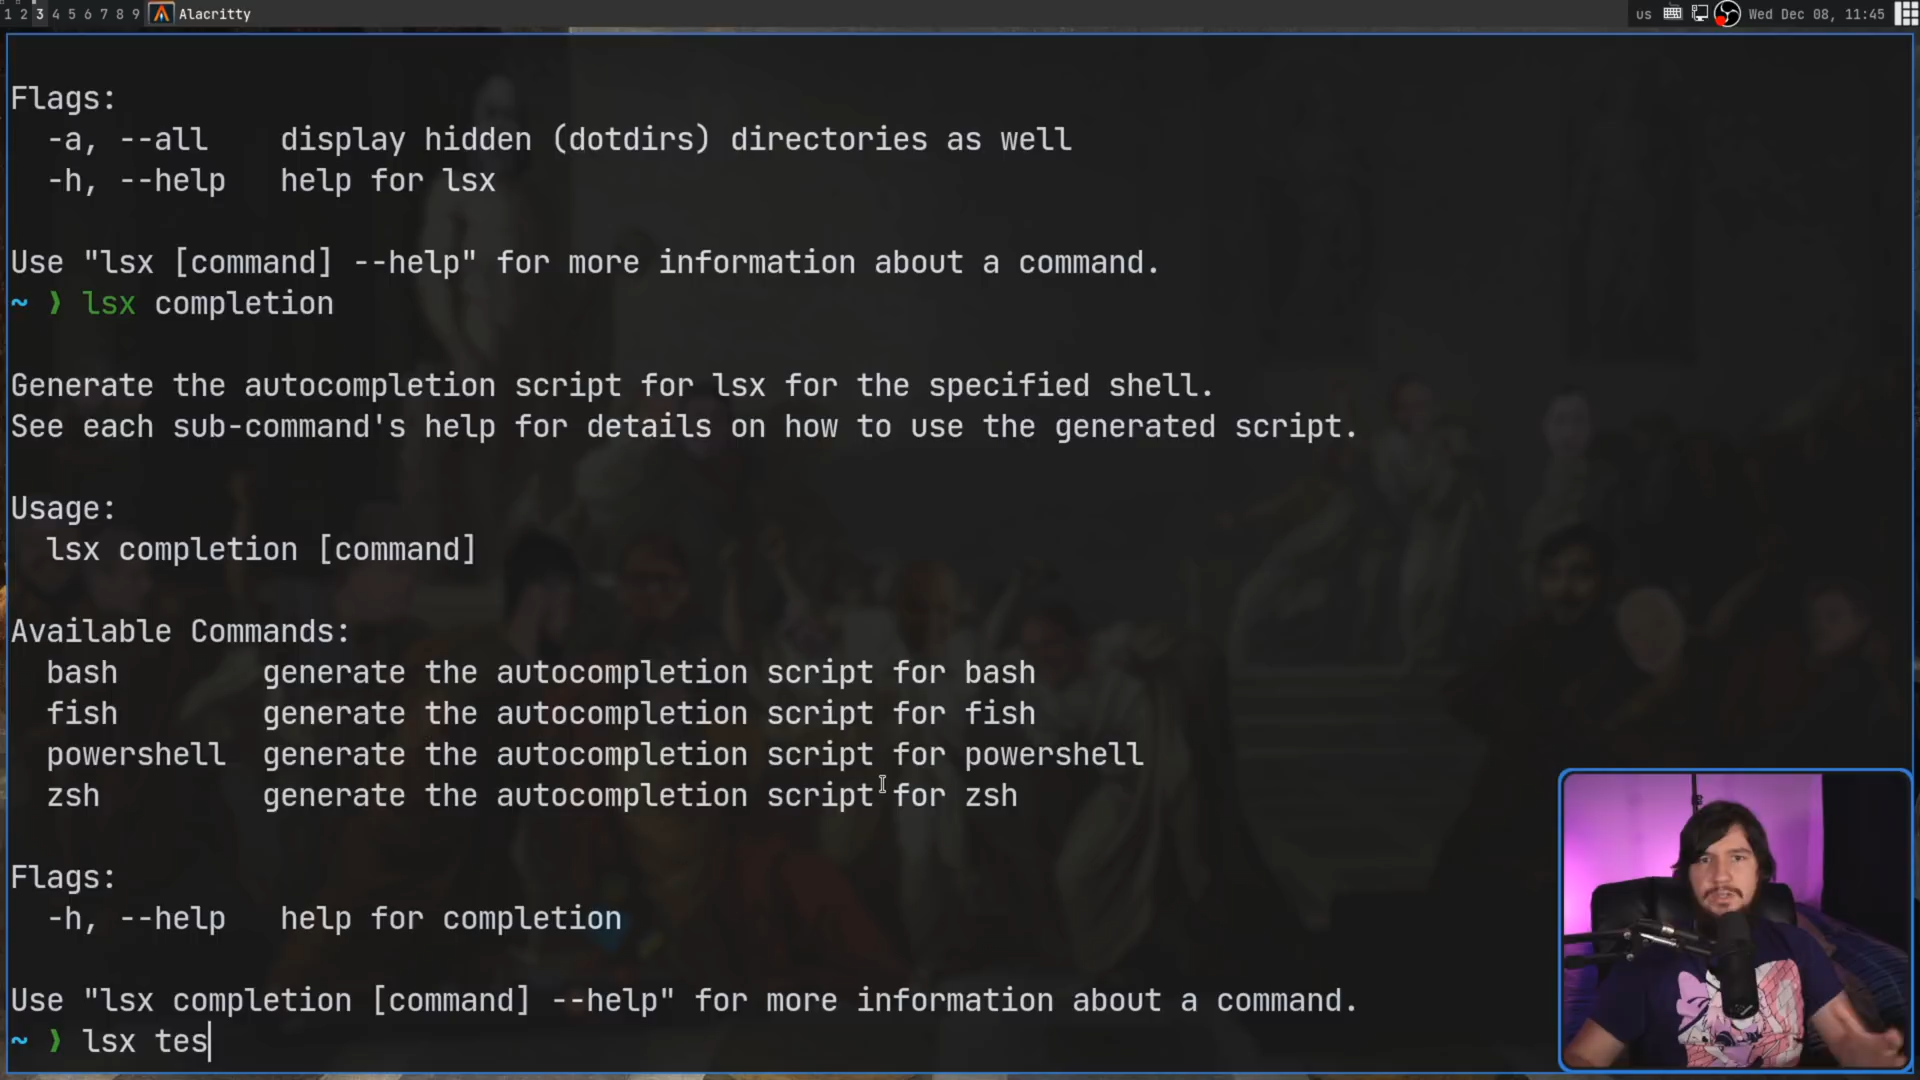 1 2 3 4 5 6 7 8 9 Alacritty us Wed Dec 08, 11:45
Flags:
-a, --all display hidden (dotdirs) directories as well
-h, --help help for lsx
Use "lsx [command] --help" for more information about a command.
~ ❯ lsx completion
Generate the autocompletion script for lsx for the specified shell.
See each sub-command's help for details on how to use the generated script.
Usage:
lsx completion [command]
Available Commands:
bash generate the autocompletion script for bash
fish generate the autocompletion script for fish
powershell generate the autocompletion script for powershell
zsh generate the autocompletion script for zsh
Flags:
-h, --help help for completion
Use "lsx completion [command] --help" for more information about a command.
~ ❯ lsx tes